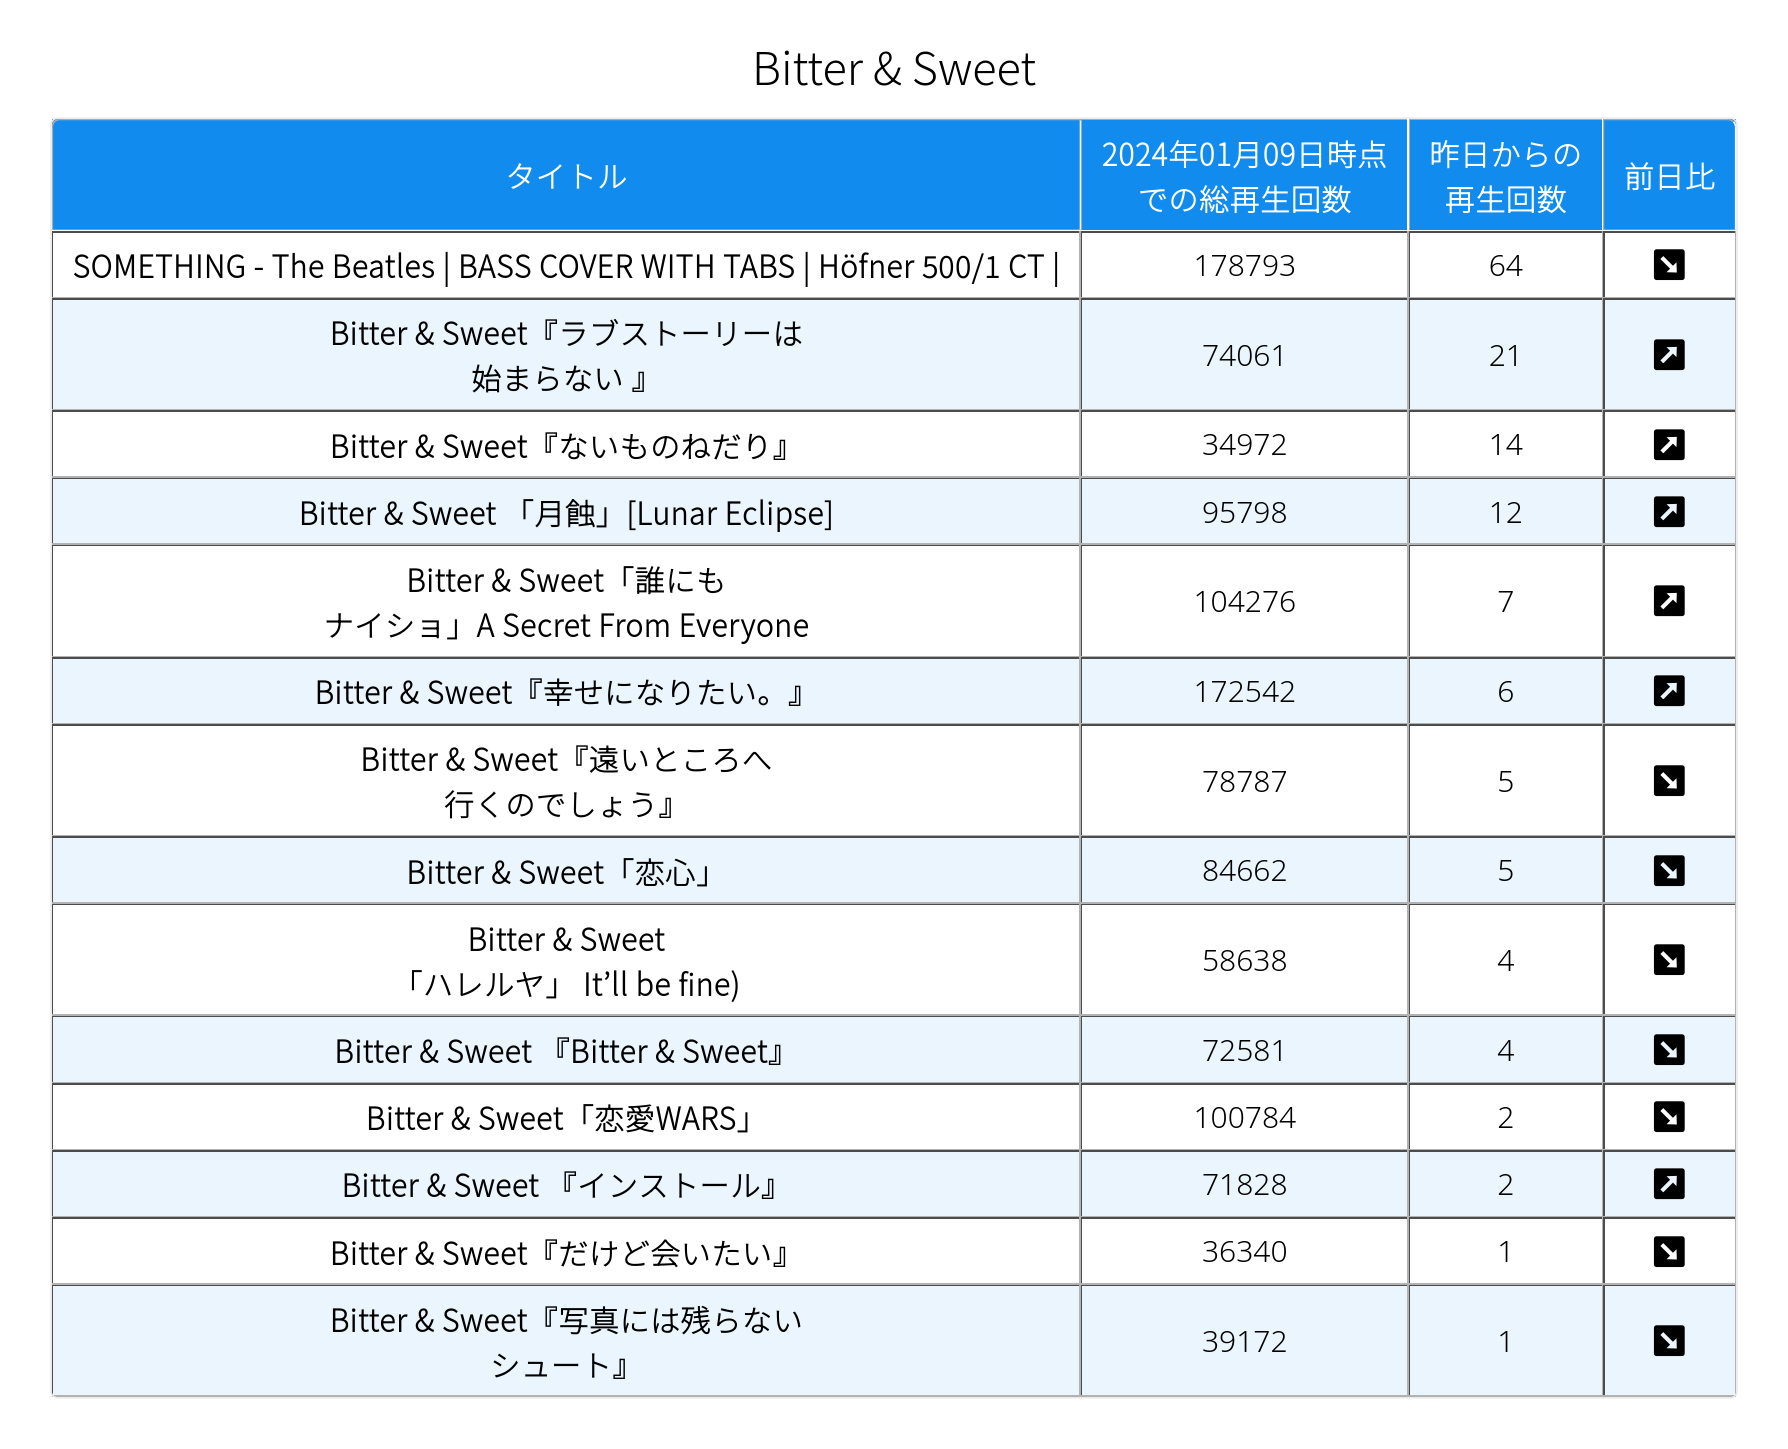 Bitter & Sweet
タイトル
2024年01月09日時点
での総再生回数
昨日からの
再生回数
前日比
SOMETHING - The Beatles | BASS COVER WITH TABS | Höfner 500/1 CT |
178793
64
Bitter & Sweet『ラブストーリーは
始まらない 』
74061
21
Bitter & Sweet『ないものねだり』
34972
14
Bitter & Sweet 「月蝕」[Lunar Eclipse]
95798
12
Bitter & Sweet「誰にも
ナイショ」A Secret From Everyone
104276
7
Bitter & Sweet『幸せになりたい。』
172542
6
Bitter & Sweet『遠いところへ
行くのでしょう』
78787
5
Bitter & Sweet「恋心」
84662
5
Bitter & Sweet
「ハレルヤ」 It’ll be fine)
58638
4
Bitter & Sweet 『Bitter & Sweet』
72581
4
Bitter & Sweet「恋愛WARS」
100784
2
Bitter & Sweet 『インストール』
71828
2
Bitter & Sweet『だけど会いたい』
36340
1
Bitter & Sweet『写真には残らない
シュート』
39172
1